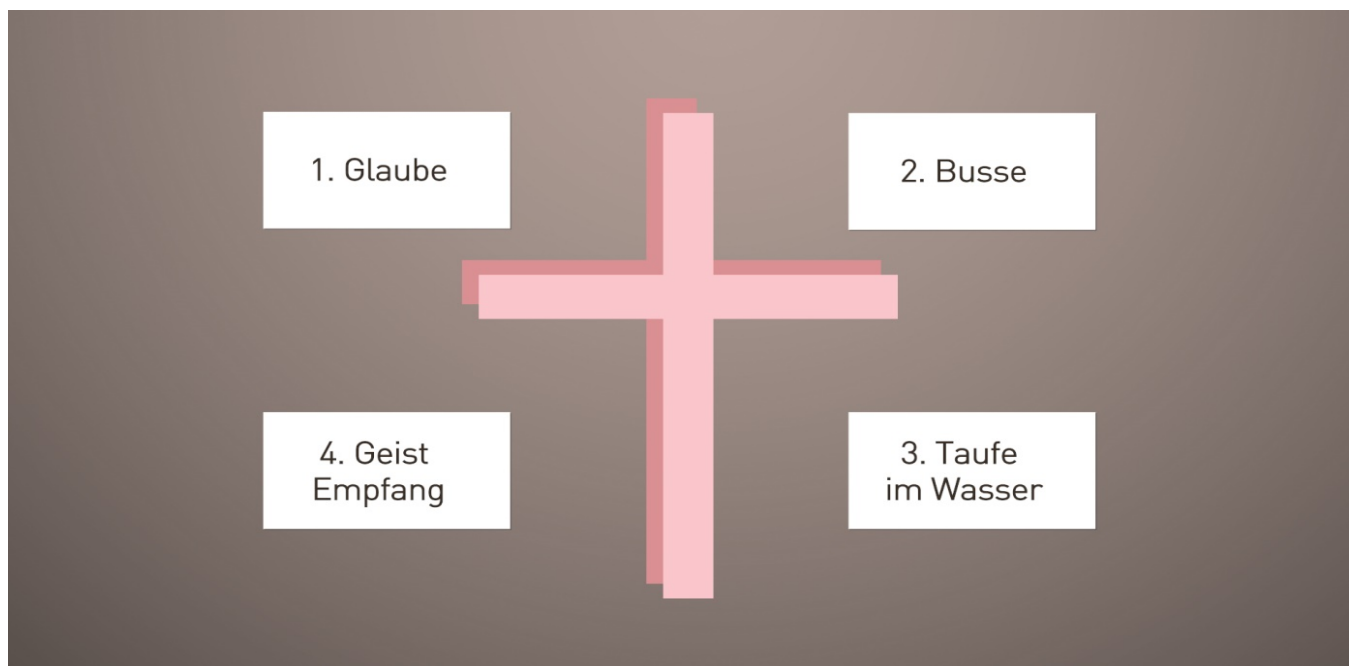 1. Glaube
2. Busse
4. Geist
Empfang
3. Taufe
im Wasser